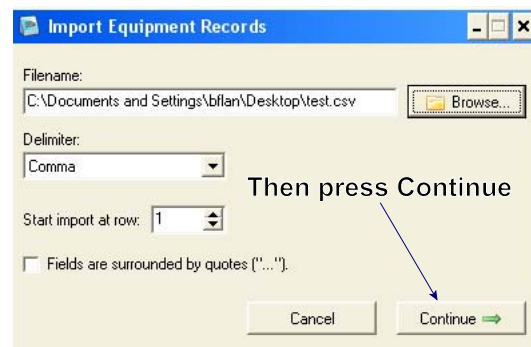 Import Equipment Records
Filename:
C:\Documents and Settings\bflan\Desktop\test.csv
Browse...
Delimiter:
Comma
Then press Continue
Start import at row: 1
Fields are surrounded by quotes ("...").
Cancel
Continue